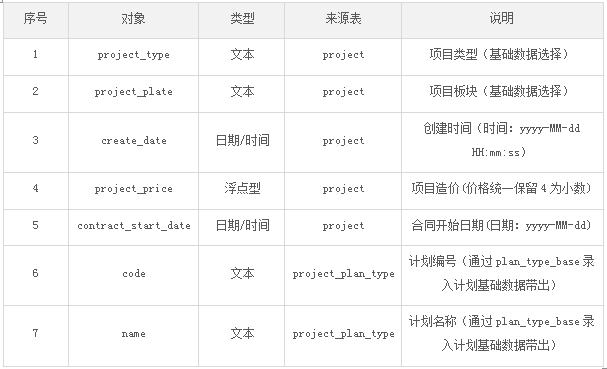 序号 对象 类型 来源表 说明
1 project_type 文本 project 项目类型（基础数据选择）
2 project_plate 文本 project 项目板块（基础数据选择）
3 create_date 日期/时间 project 创建时间（时间：yyyy-MM-dd
HH:mm:ss）
4 project_price 浮点型 project 项目造价(价格统一保留 4 为小数)
5 contract_start_date 日期/时间 project 合同开始日期(日期：yyyy-MM-dd)
6 code 文本 project_plan_type 计划编号（通过 plan_type_base 录
入计划基础数据带出）
7 name 文本 project_plan_type 计划名称（通过 plan_type_base 录
入计划基础数据带出）